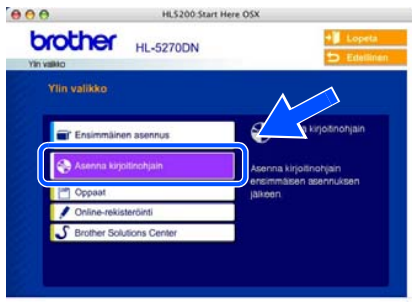 HL5200:Start Here OSX
brother HL-5270DN
Lopeta
Edellinen
Ylin valikko
Ylin valikko
Ensimmäinen asennus
kirjoitinohjain
Asenna kirjoitinohjain
Asenna kirjoitinohjain
ensimmäisen asennuksen
jälkeen.
Oppaat
Online-rekisteröinti
Brother Solutions Center